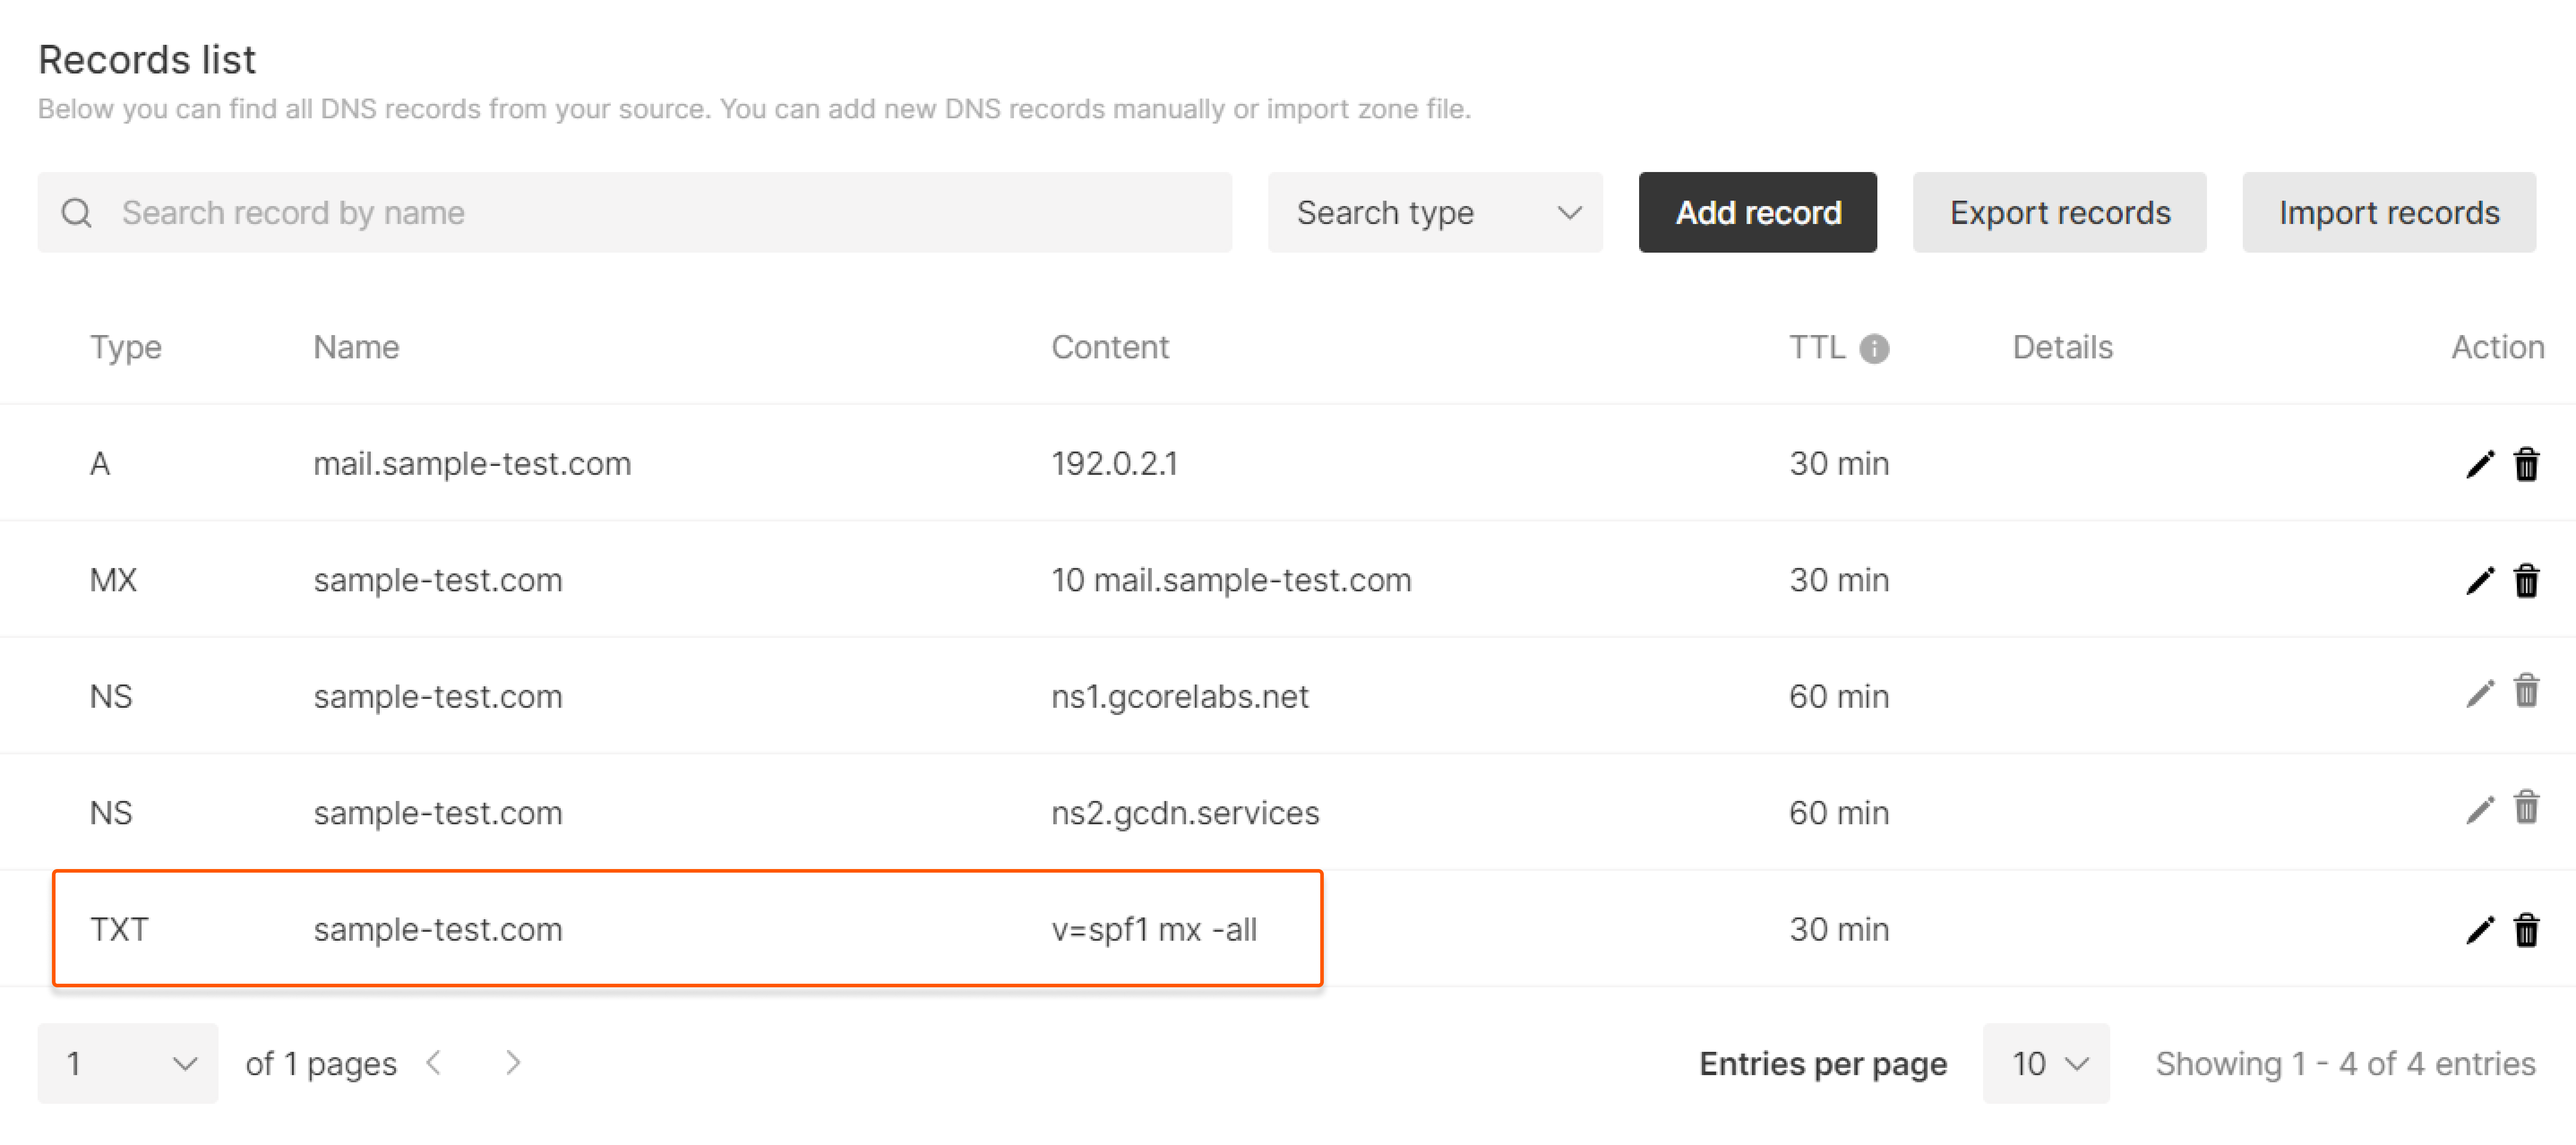 Records list
Below you can find all DNS records from your source. You can add new DNS records manually or import zone file.
Search record by name Search type Add record Export records Import records
Type Name Content TTL Details Action
A mail.sample-test.com 192.0.2.1 30 min
MX sample-test.com 10 mail.sample-test.com 30 min
NS sample-test.com ns1.gcorelabs.net 60 min
NS sample-test.com ns2.gcdn.services 60 min
TXT sample-test.com v=spf1 mx -all 30 min
1 of 1 pages Entries per page 10 Showing 1 - 4 of 4 entries